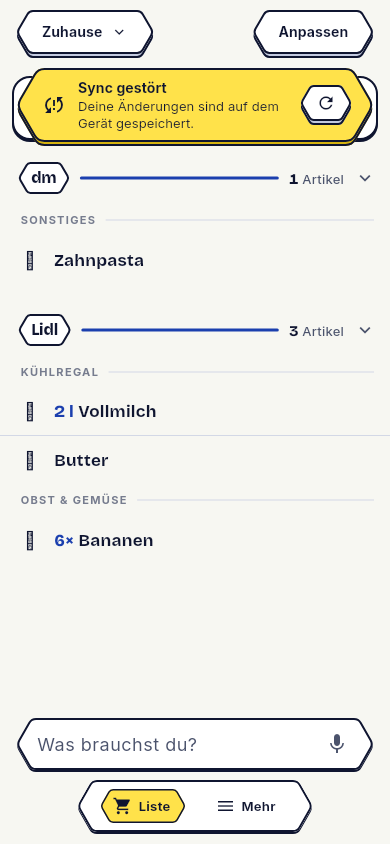 Zuhause
Anpassen
Sync gestört
Deine Änderungen sind auf dem
Gerät gespeichert.
dm
1 Artikel
SONSTIGES
Zahnpasta
Lidl
3 Artikel
KÜHLREGAL
2 l Vollmilch
Butter
OBST & GEMÜSE
6× Bananen
Was brauchst du?
Liste
Mehr